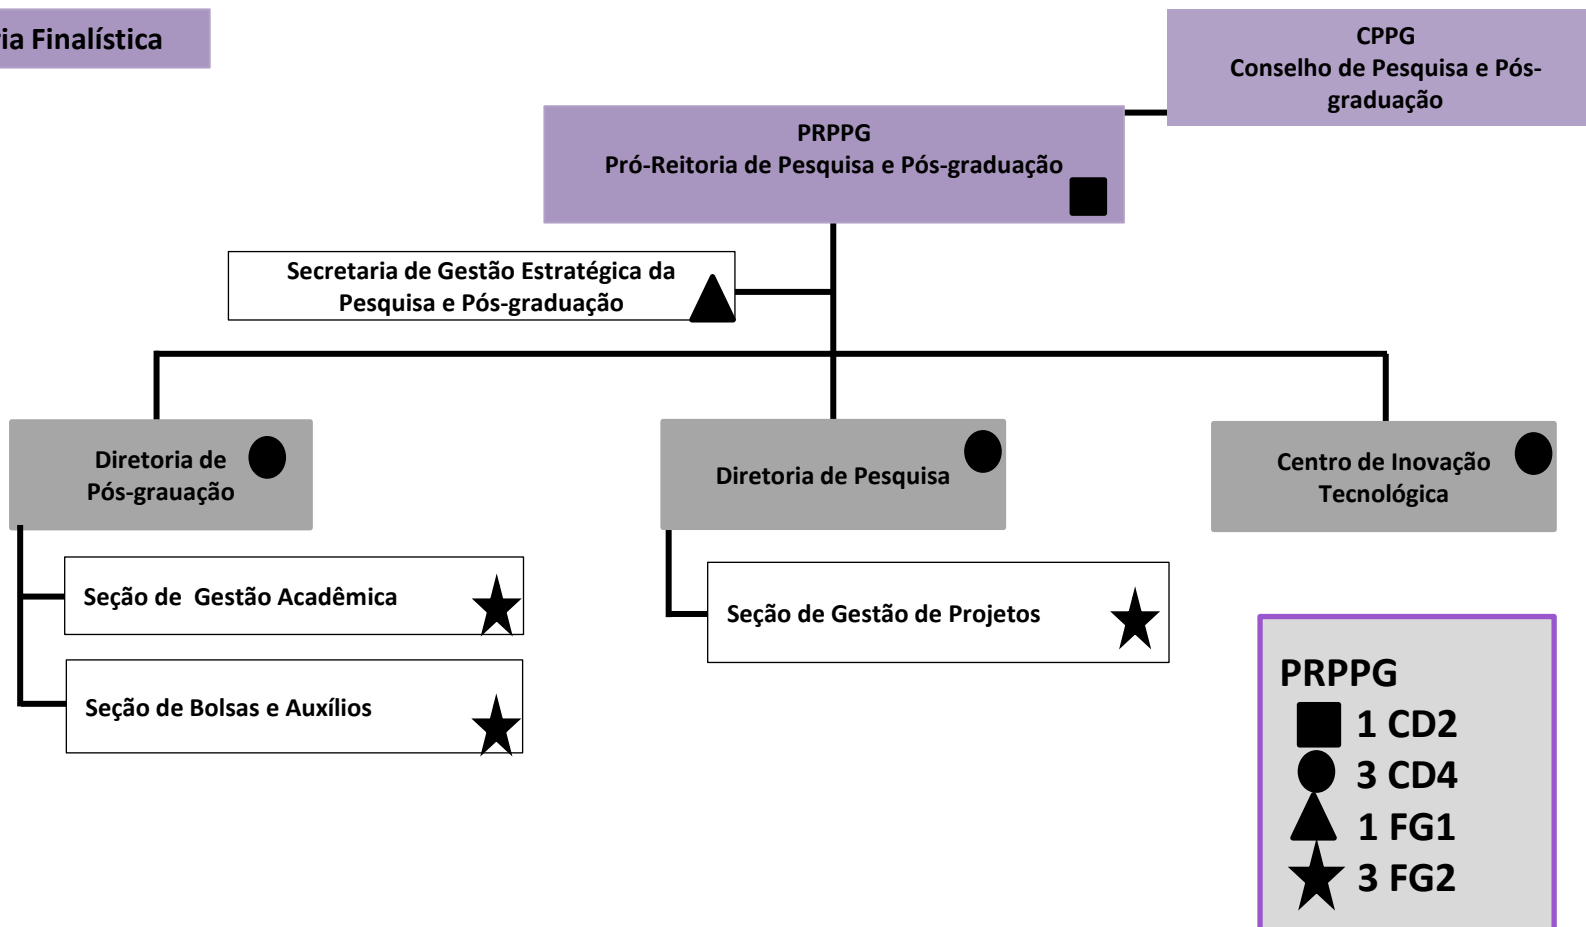 ia Finalística
CPPG
Conselho de Pesquisa e Pós-
graduação
PRPPG
Pró-Reitoria de Pesquisa e Pós-graduação
Secretaria de Gestão Estratégica da
Pesquisa e Pós-graduação
Diretoria de
Pós-grauação
Diretoria de Pesquisa
Centro de Inovação
Tecnológica
Seção de  Gestão Acadêmica
Seção de Gestão de Projetos
Seção de Bolsas e Auxílios
PRPPG
1 CD2
3 CD4
1 FG1
3 FG2